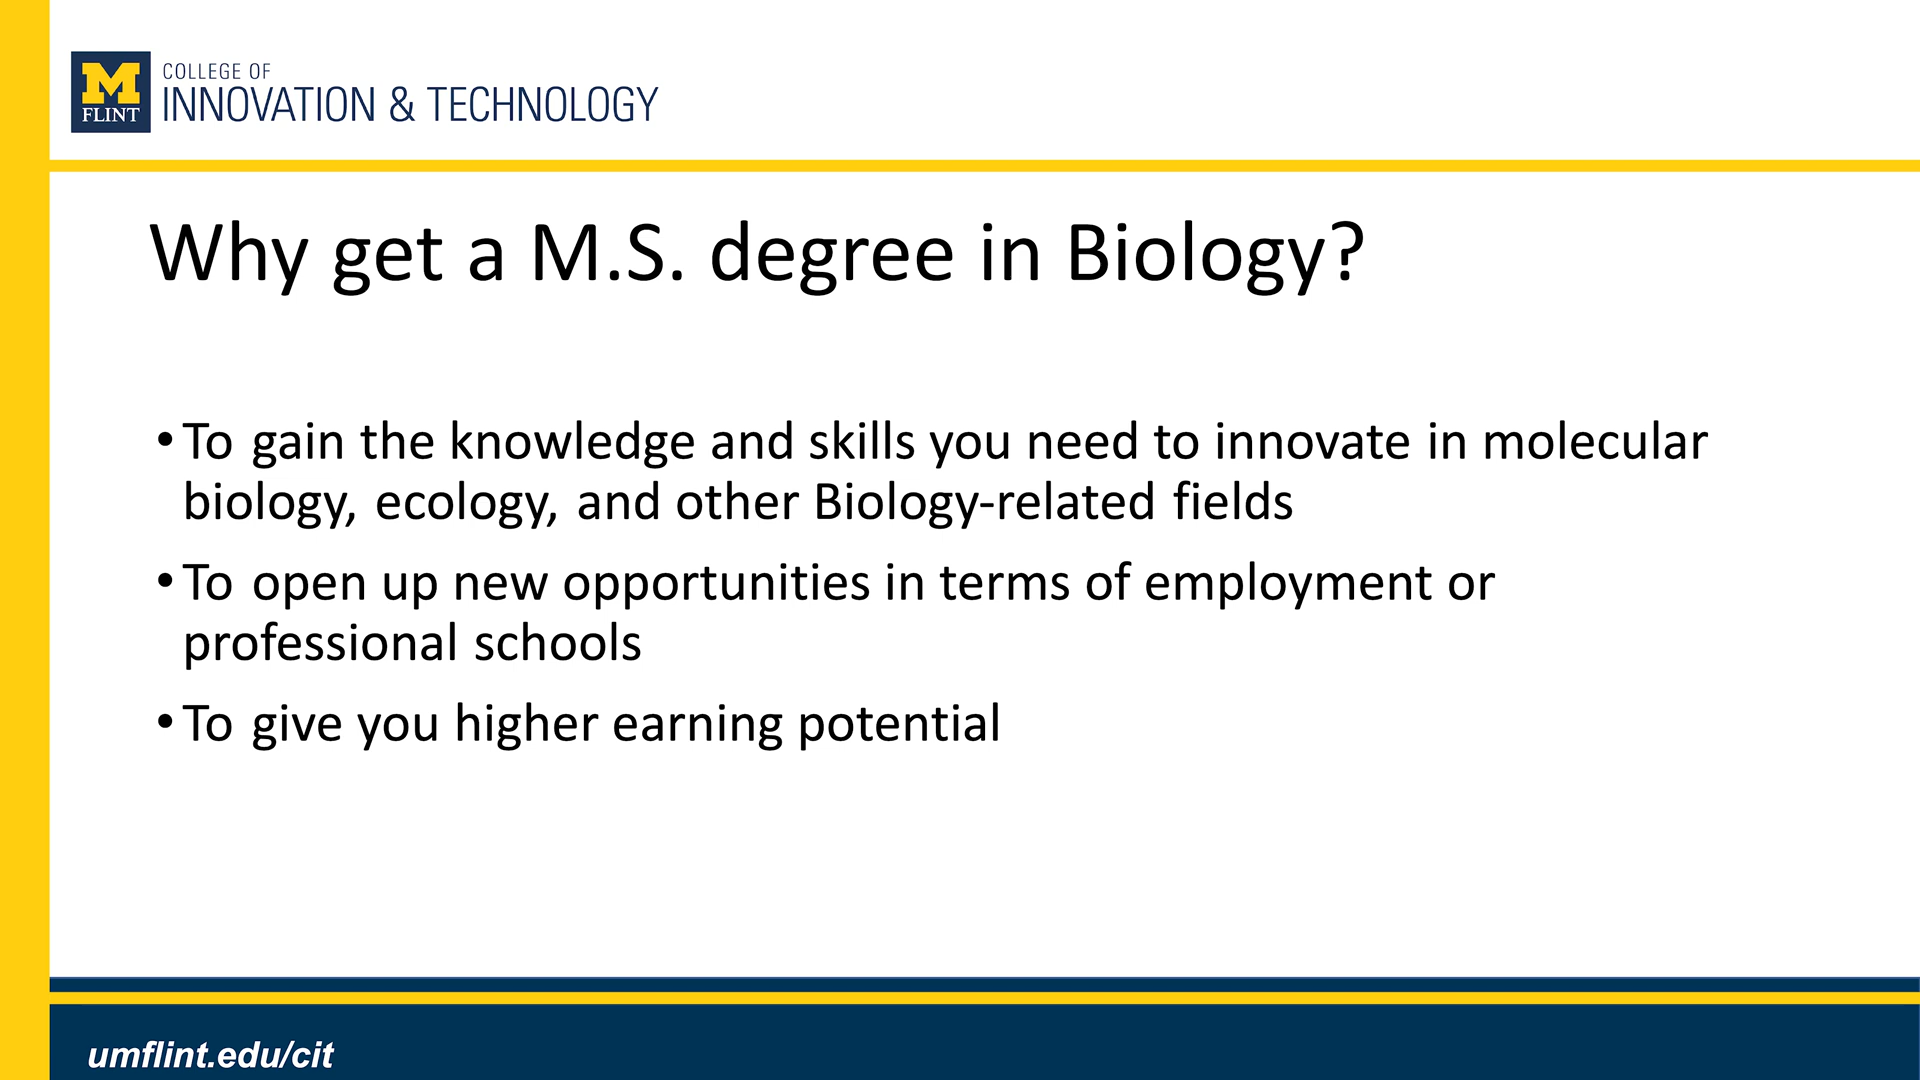 M
FLINT
COLLEGE OF
INNOVATION & TECHNOLOGY
Why get a M.S. degree in Biology?
• To gain the knowledge and skills you need to innovate in molecular
biology, ecology, and other Biology-related fields
• To open up new opportunities in terms of employment or
professional schools
• To give you higher earning potential
umflint.edu/cit